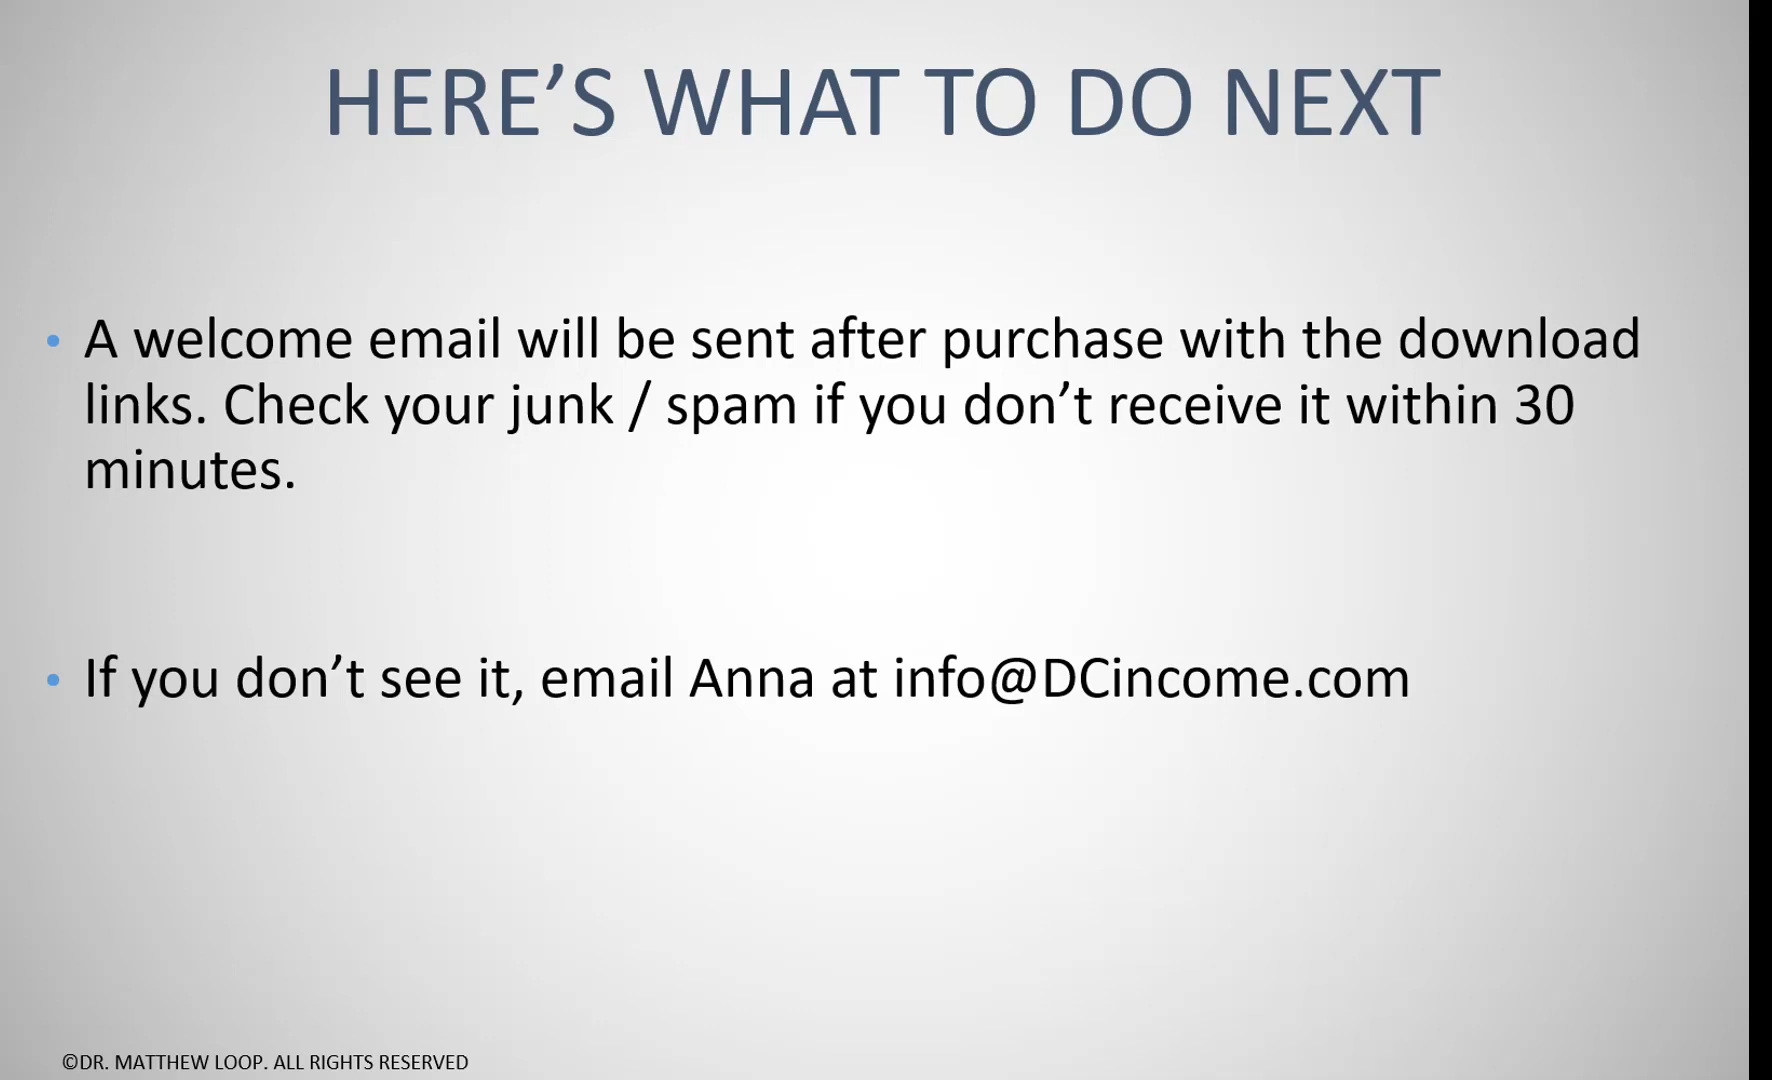 HERE’S WHAT TO DO NEXT
• A welcome email will be sent after purchase with the download
links. Check your junk / spam if you don’t receive it within 30
minutes.
• If you don’t see it, email Anna at info@DCincome.com
©DR. MATTHEW LOOP. ALL RIGHTS RESERVED